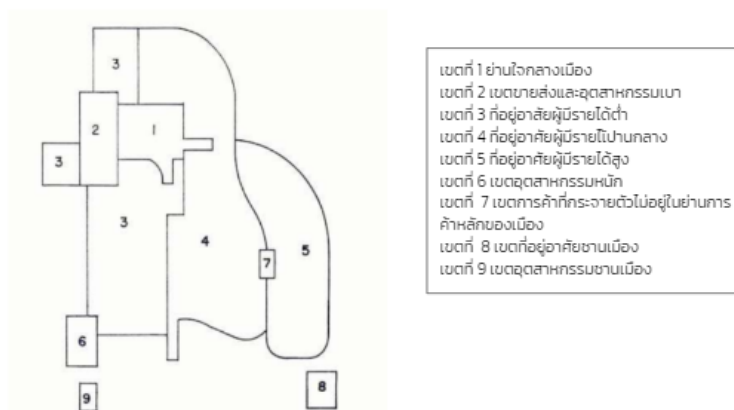 3
2
1
3
3
4
5
7
6
8
9
เขตที่ 1 ย่านใจกลางเมือง
เขตที่ 2 เขตขายส่งและอุตสาหกรรมเบา
เขตที่ 3 ที่อยู่อาสัยผู้มีรายได้ต่ำ
เขตที่ 4 ที่อยู่อาศัยผู้มีรายไโปานกลาง
เขตที่ 5 ที่อยู่อาศัยผู้มีรายได้สูง
เขตที่ 6 เขตอุตสาหกรรมหนัก
เขตที่ 7 เขตการค้าที่กระจายตัวไม่อยู่ในย่านการ
ค้าหลักของเมือง
เขตที่ 8 เขตที่อยู่อาศัยชานเมือง
เขตที่ 9 เขตอุตสาหกรรมชานเมือง